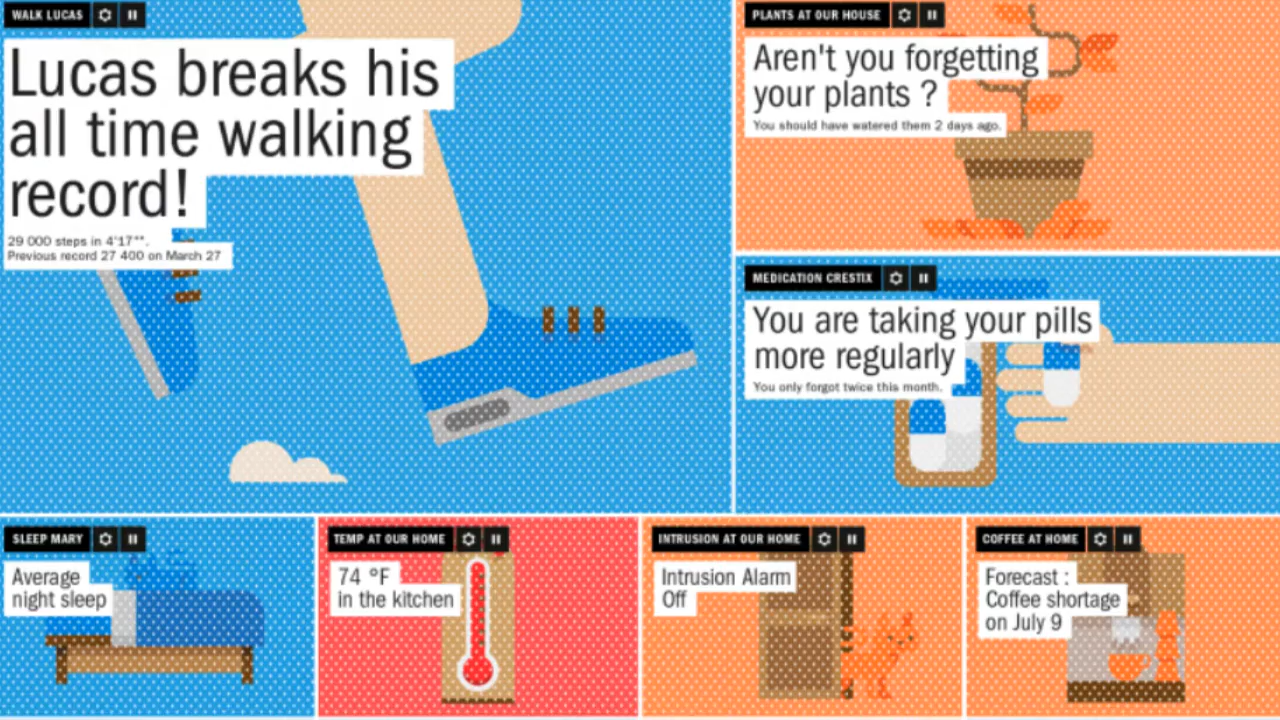 WALK LUCAS
Lucas breaks his
all time walking
record!
29 000 steps in 4'17"".
Previous record 27 400 on March 27
PLANTS AT OUR HOUSE
Aren't you forgetting
your plants ?
You should have watered them 2 days ago.
MEDICATION CRESTIX
You are taking your pills
more regularly
You only forgot twice this month.
SLEEP MARY
Average
night sleep
TEMP AT OUR HOME
74 °F
in the kitchen
INTRUSION AT OUR HOME
Intrusion Alarm
Off
COFFEE AT HOME
Forecast :
Coffee shortage
on July 9